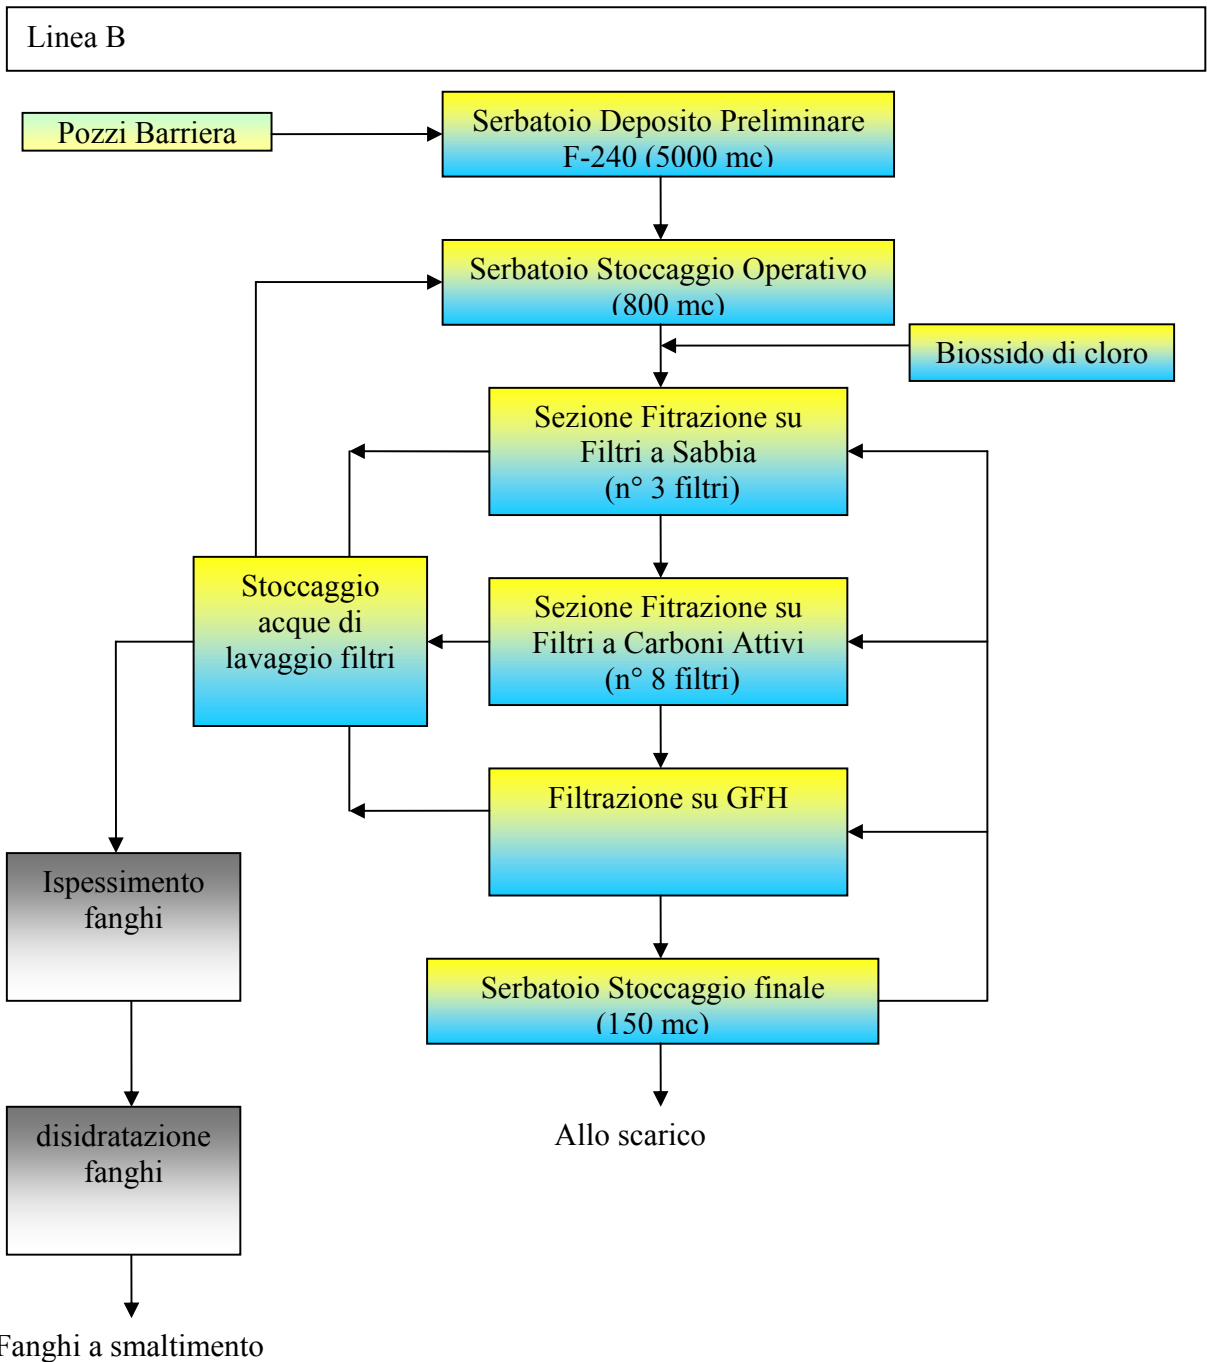 Linea B
Pozzi Barriera
Serbatoio Deposito Preliminare
F-240 (5000 mc)
Serbatoio Stoccaggio Operativo
(800 mc)
Biossido di cloro
Sezione Fitrazione su
Filtri a Sabbia
(n° 3 filtri)
Stoccaggio
acque di
lavaggio filtri
Sezione Fitrazione su
Filtri a Carboni Attivi
(n° 8 filtri)
Filtrazione su GFH
Ispessimento
fanghi
Serbatoio Stoccaggio finale
(150 mc)
disidratazione
fanghi
Allo scarico
Fanghi a smaltimento